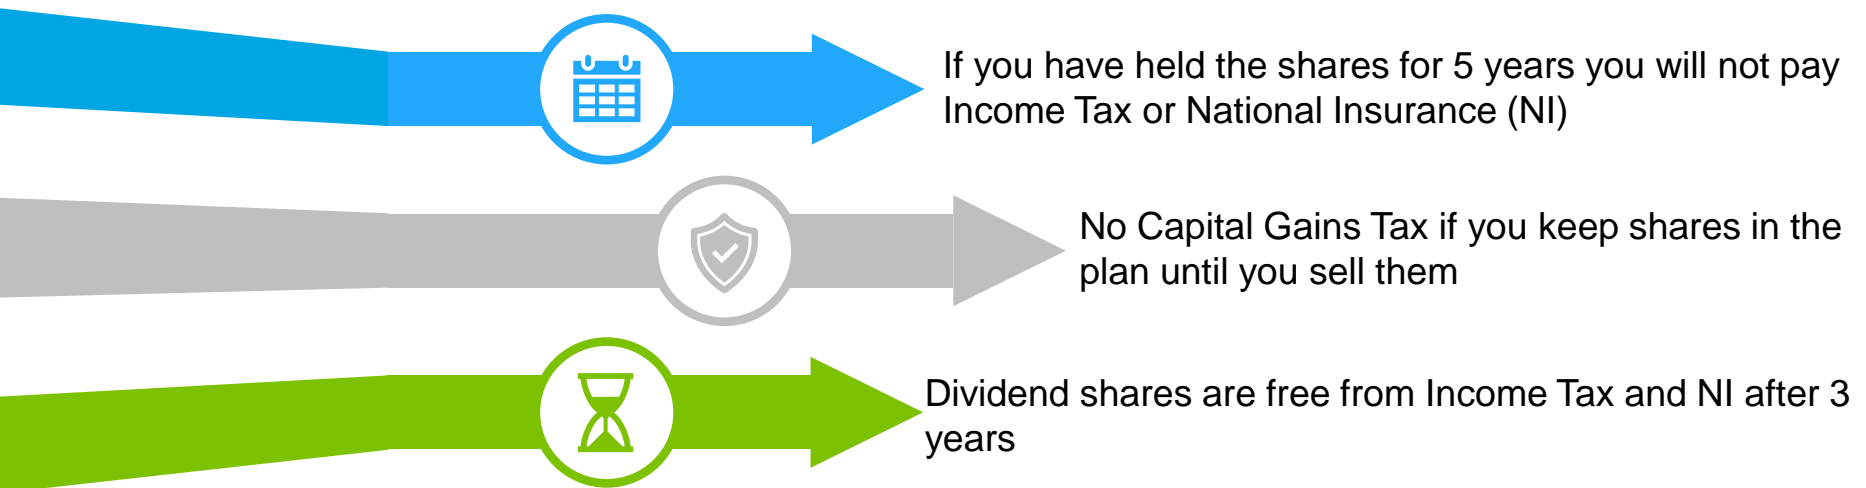 If you have held the shares for 5 years you will not pay
Income Tax or National Insurance (NI)
No Capital Gains Tax if you keep shares in the
plan until you sell them
Dividend shares are free from Income Tax and NI after 3
years